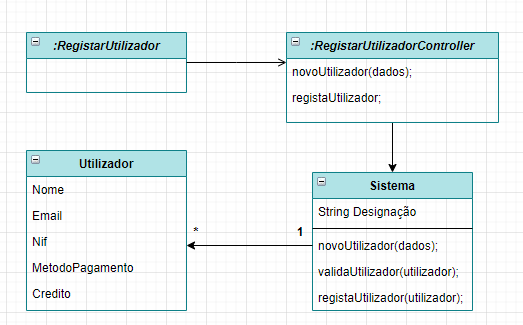 :RegistarUtilizador
:RegistarUtilizadorController
novoUtilizador(dados);
registaUtilizador;
Utilizador
Nome
Email
Nif
MetodoPagamento
Credito
*
1
Sistema
String Designação
novoUtilizador(dados);
validaUtilizador(utilizador);
registaUtilizador(utilizador);